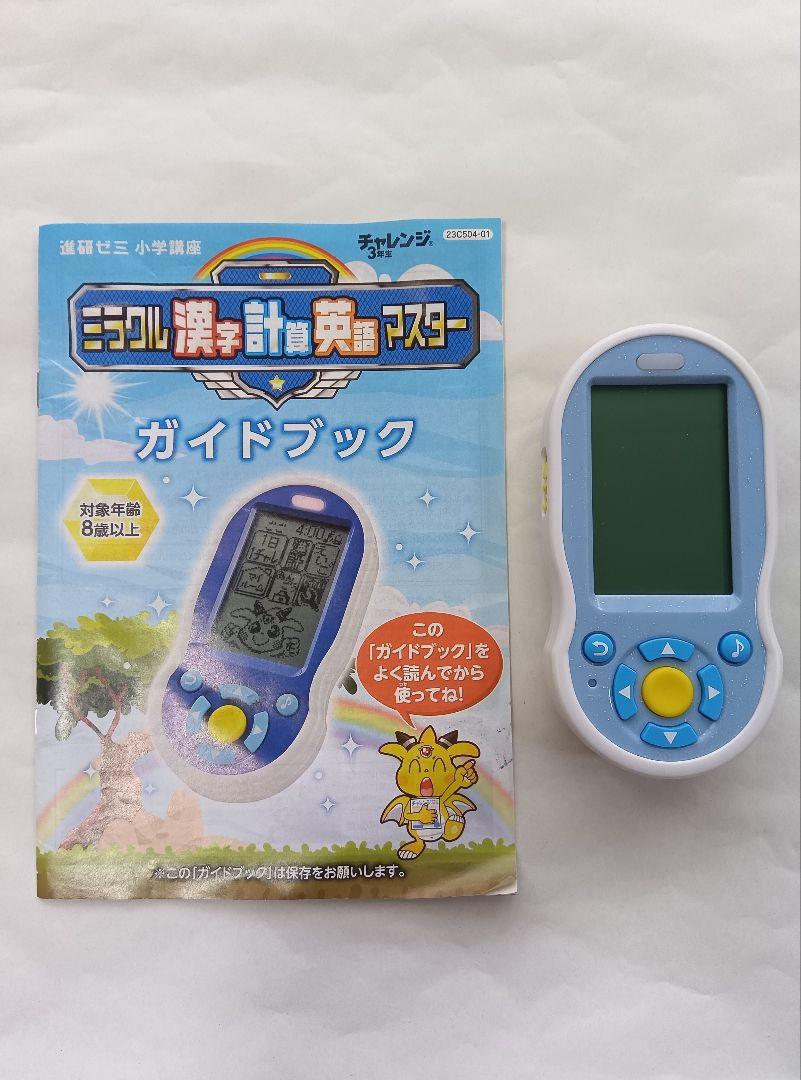 進研ゼミ 小学講座
チャレンジ
3年生
23C504-01
ミラクル漢字計算英語マスター
ガイドブック
対象年齢
8歳以上
4:00
この
「ガイドブック」を
よく読んでから
使ってね!
※この「ガイドブック」は保存をお願いします。